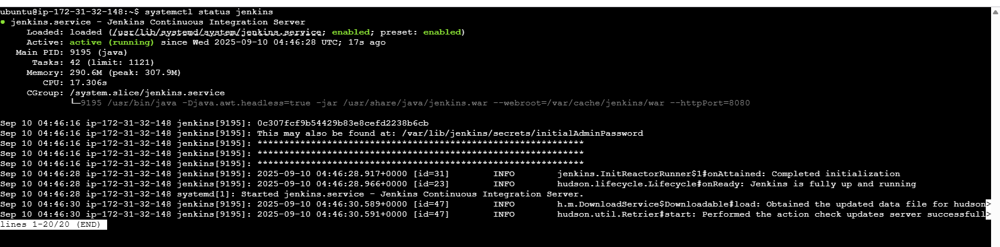 ubuntu@ip-172-31-32-148:~$ systemctl status jenkins
● jenkins.service - Jenkins Continuous Integration Server
     Loaded: loaded (/usr/lib/systemd/system/jenkins.service; enabled; preset: enabled)
     Active: active (running) since Wed 2025-09-10 04:46:28 UTC; 17s ago
   Main PID: 9195 (java)
      Tasks: 42 (limit: 1121)
     Memory: 290.6M (peak: 307.9M)
        CPU: 17.306s
     CGroup: /system.slice/jenkins.service
             └─9195 /usr/bin/java -Djava.awt.headless=true -jar /usr/share/java/jenkins.war --webroot=/var/cache/jenkins/war --httpPort=8080
Sep 10 04:46:16 ip-172-31-32-148 jenkins[9195]: 0c307fcf9b54429b83e8cefd2238b6cb
Sep 10 04:46:16 ip-172-31-32-148 jenkins[9195]: This may also be found at: /var/lib/jenkins/secrets/initialAdminPassword
Sep 10 04:46:16 ip-172-31-32-148 jenkins[9195]: *************************************************************
Sep 10 04:46:16 ip-172-31-32-148 jenkins[9195]: *************************************************************
Sep 10 04:46:16 ip-172-31-32-148 jenkins[9195]: *************************************************************
Sep 10 04:46:28 ip-172-31-32-148 jenkins[9195]: 2025-09-10 04:46:28.917+0000 [id=31]        INFO        jenkins.InitReactorRunner$1#onAttained: Completed initialization
Sep 10 04:46:28 ip-172-31-32-148 jenkins[9195]: 2025-09-10 04:46:28.966+0000 [id=23]        INFO        hudson.lifecycle.Lifecycle#onReady: Jenkins is fully up and running
Sep 10 04:46:28 ip-172-31-32-148 systemd[1]: Started jenkins.service - Jenkins Continuous Integration Server.
Sep 10 04:46:30 ip-172-31-32-148 jenkins[9195]: 2025-09-10 04:46:30.589+0000 [id=47]        INFO        h.m.DownloadService$Downloadable#load: Obtained the updated data file for hudson>
Sep 10 04:46:30 ip-172-31-32-148 jenkins[9195]: 2025-09-10 04:46:30.591+0000 [id=47]        INFO        hudson.util.Retrier#start: Performed the action check updates server successfull>
lines 1-20/20 (END)